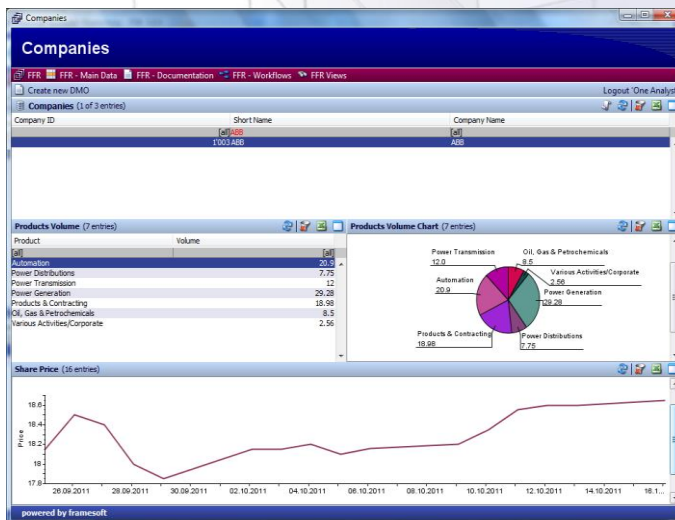 Companies
Companies
FFR FFR - Main Data FFR - Documentation FFR - Workflows FFR Views
Create new DMO Logout 'One Analyst
Companies (1 of 3 entries)
Company ID Short Name Company Name
[all] ABB [all]
1'003 ABB ABB
Products Volume (7 entries)
Product Volume
[all] [all]
Automation 20.9
Power Distributions 7.75
Power Transmission 12
Power Generation 29.28
Products & Contracting 18.98
Oil, Gas & Petrochemicals 8.5
Various Activities/Corporate 2.56
Products Volume Chart (7 entries)
Power Transmission
12.0
Oil, Gas & Petrochemicals
8.5
Various Activities/Corporate
2.56
Automation
20.9
Power Generation
29.28
Products & Contracting
18.98
Power Distributions
7.75
Share Price (16 entries)
Price
18.6
18.4
18.2
18
17.8
26.09.2011 28.09.2011 30.09.2011 02.10.2011 04.10.2011 06.10.2011 08.10.2011 10.10.2011 12.10.2011 14.10.2011 16.1...
powered by framesoft